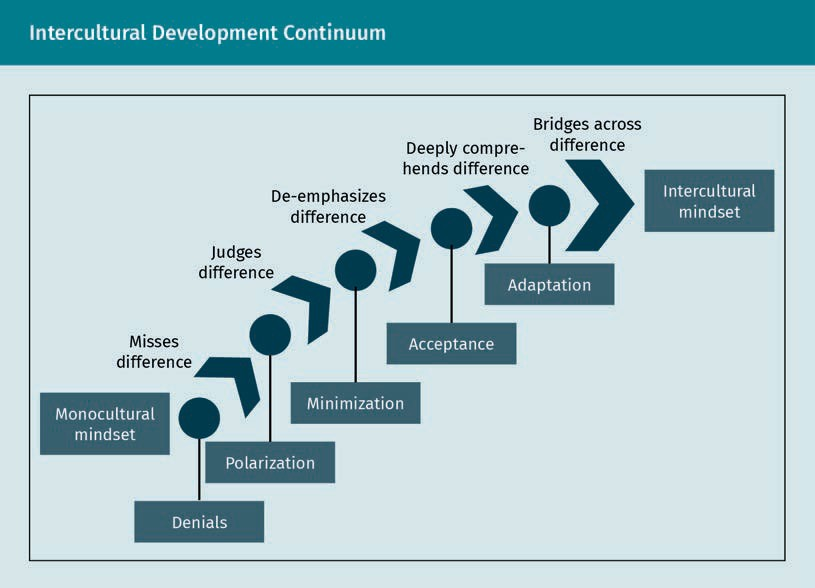 Intercultural Development Continuum
Bridges across
difference
Deeply compre-
hends difference
Intercultural
mindset
De-emphasizes
difference
Judges
difference
Adaptation
Misses
difference
Acceptance
Monocultural
mindset
Minimization
Polarization
Denials